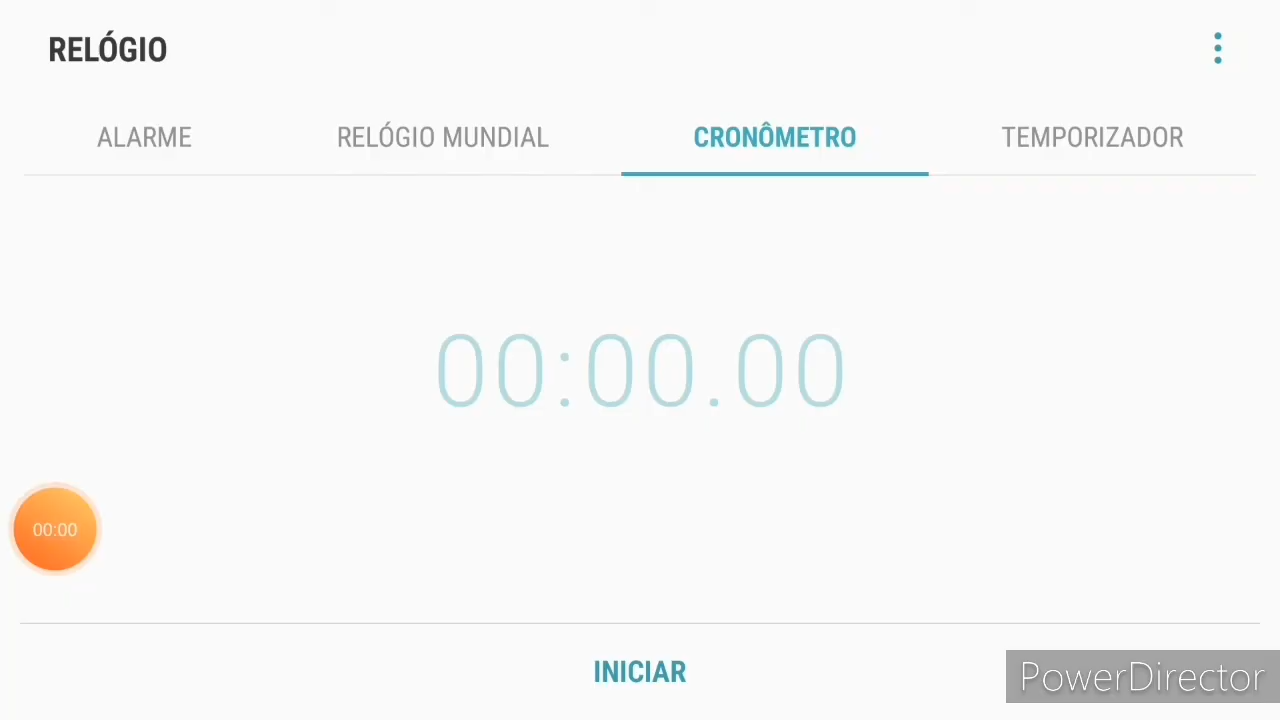 RELÓGIO
ALARME RELÓGIO MUNDIAL CRONÔMETRO TEMPORIZADOR
00:00.00
00:00
INICIAR
PowerDirector